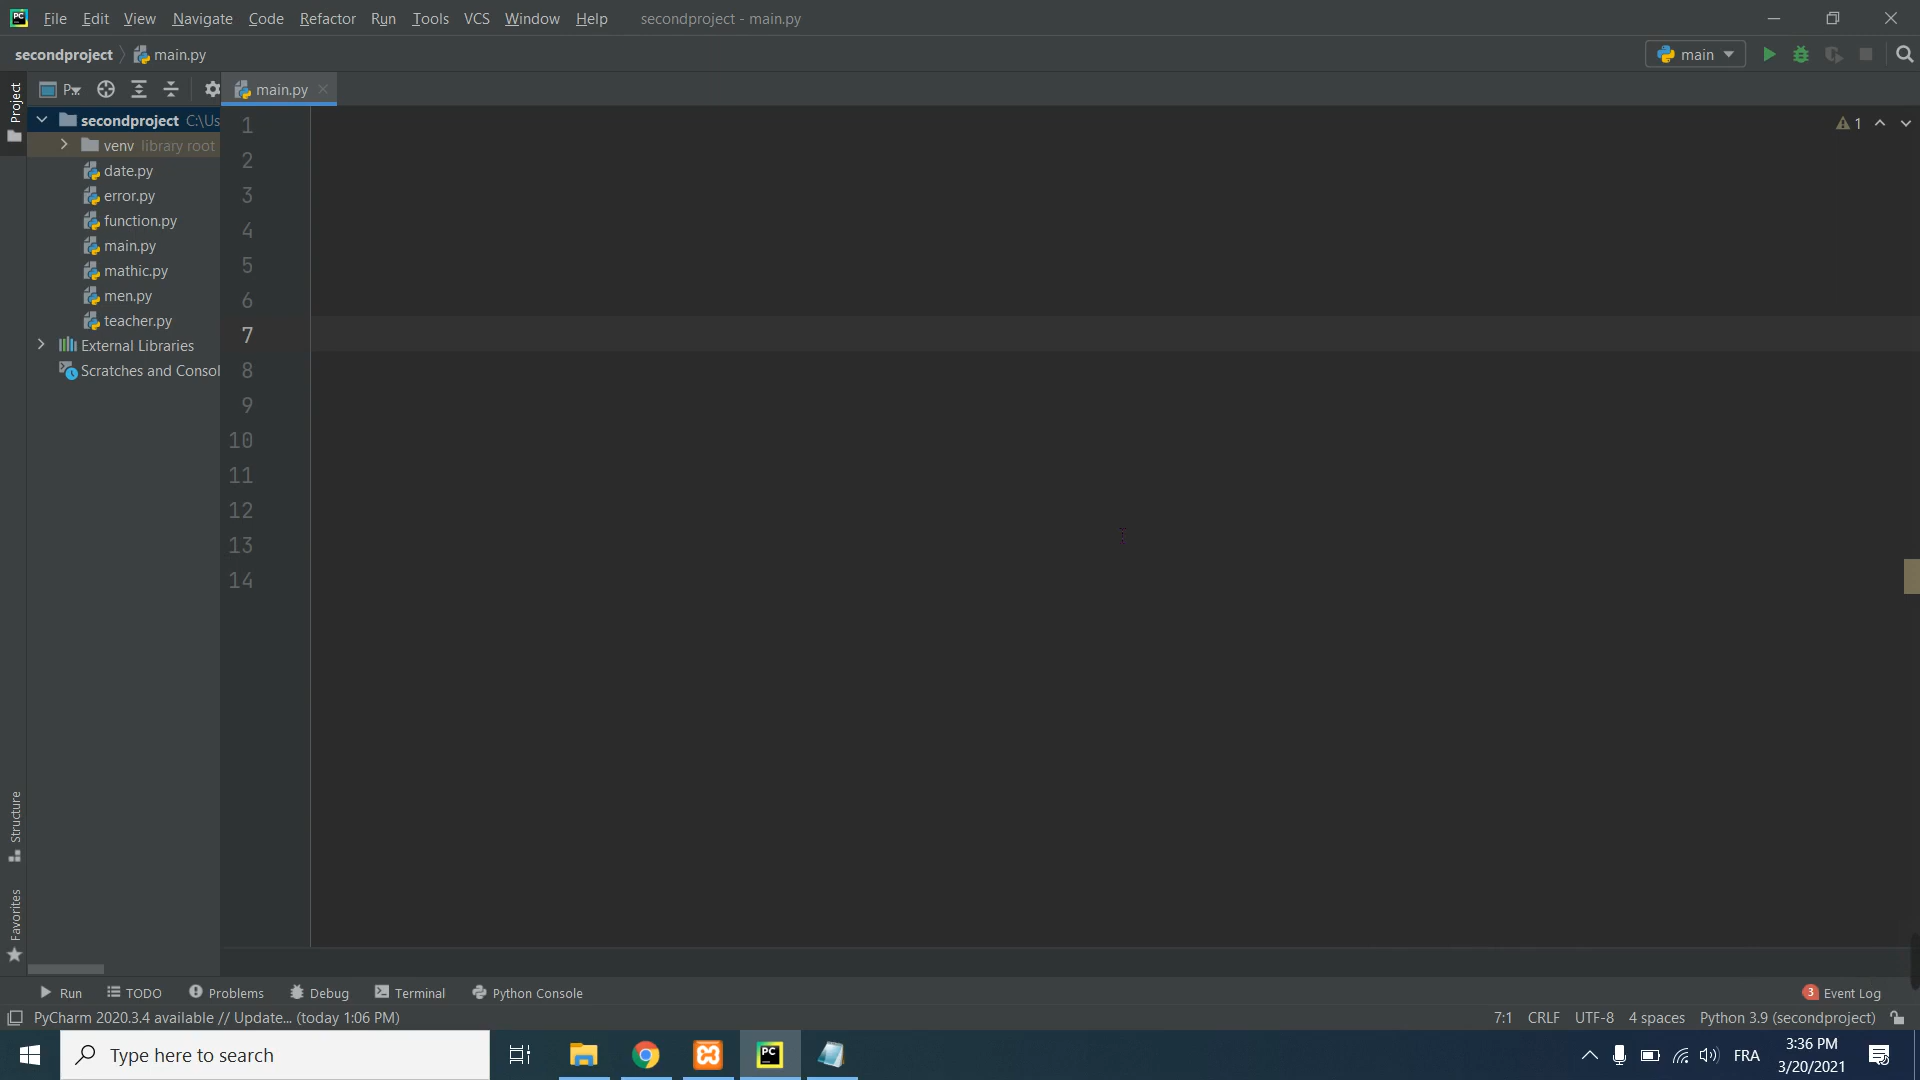 File Edit View Navigate Code Refactor Run Tools VCS Window Help secondproject - main.py
secondproject main.py
main
Project
P...
main.py
secondproject C:\Us
venv library root
date.py
error.py
function.py
main.py
mathic.py
men.py
teacher.py
External Libraries
Scratches and Consol
1
2
3
4
5
6
7
8
9
10
11
12
13
14
1
Structure
Favorites
Run TODO Problems Debug Terminal Python Console
3 Event Log
PyCharm 2020.3.4 available // Update... (today 1:06 PM)
7:1 CRLF UTF-8 4 spaces Python 3.9 (secondproject)
Type here to search
PC
FRA
3:36 PM
3/20/2021